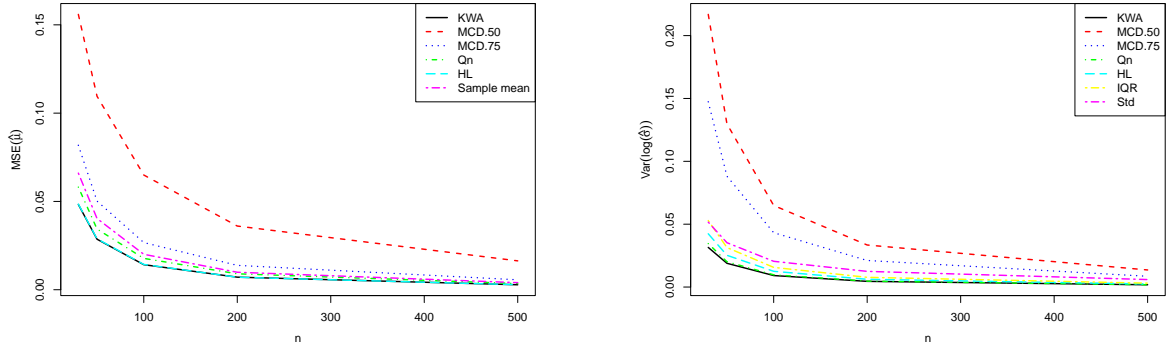 KWA
MCD.50
MCD.75
Qn
HL
Sample mean
0.15
0.10
0.05
0.00
MSE(μ̂)
100
200
300
400
500
n
KWA
MCD.50
MCD.75
Qn
HL
IQR
Std
0.20
0.15
0.10
0.05
0.00
Var(log(σ̂))
100
200
300
400
500
n